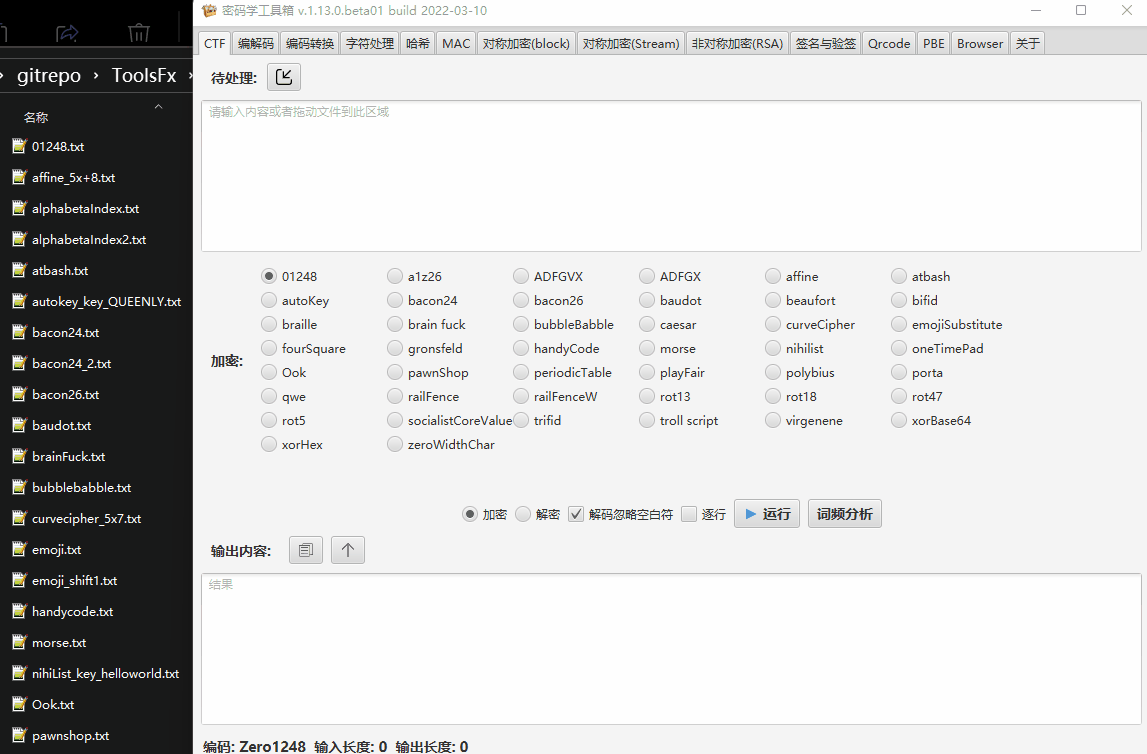 gitrepo › ToolsFx ›
名称
01248.txt
affine_5x+8.txt
alphabetaIndex.txt
alphabetaIndex2.txt
atbash.txt
autokey_key_QUEENLY.txt
bacon24.txt
bacon24_2.txt
bacon26.txt
baudot.txt
brainFuck.txt
bubblebabble.txt
curvecipher_5x7.txt
emoji.txt
emoji_shift1.txt
handycode.txt
morse.txt
nihiList_key_helloworld.txt
Ook.txt
pawnshop.txt
密码学工具箱 v.1.13.0.beta01 build 2022-03-10
CTF 编解码 编码转换 字符处理 哈希 MAC 对称加密(block) 对称加密(Stream) 非对称加密(RSA) 签名与验签 Qrcode PBE Browser 关于
待处理:
请输入内容或者拖动文件到此区域
加密:
01248 a1z26 ADFGVX ADFGX affine atbash
autoKey bacon24 bacon26 baudot beaufort bifid
braille brain fuck bubbleBabble caesar curveCipher emojiSubstitute
fourSquare gronsfeld handyCode morse nihilist oneTimePad
Ook pawnShop periodicTable playFair polybius porta
qwe railFence railFenceW rot13 rot18 rot47
rot5 socialistCoreValue trifid troll script virgenene xorBase64
xorHex zeroWidthChar
加密 解密 解码忽略空白符 逐行 运行 词频分析
输出内容:
结果
编码: Zero1248 输入长度: 0 输出长度: 0